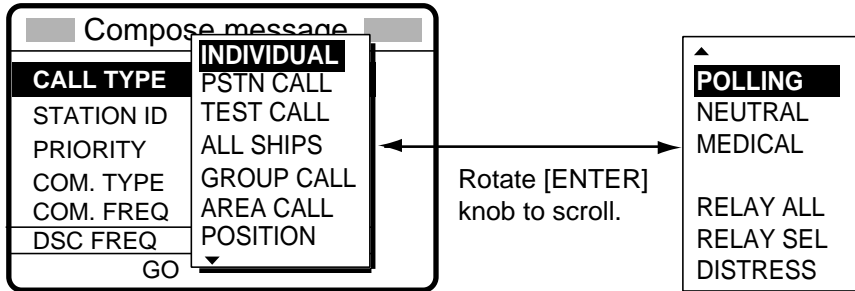 Compose message
CALL TYPE
STATION ID
PRIORITY
COM. TYPE
COM. FREQ
DSC FREQ
GO
INDIVIDUAL
PSTN CALL
TEST CALL
ALL SHIPS
GROUP CALL
AREA CALL
POSITION
Rotate [ENTER]
knob to scroll.
POLLING
NEUTRAL
MEDICAL
RELAY ALL
RELAY SEL
DISTRESS